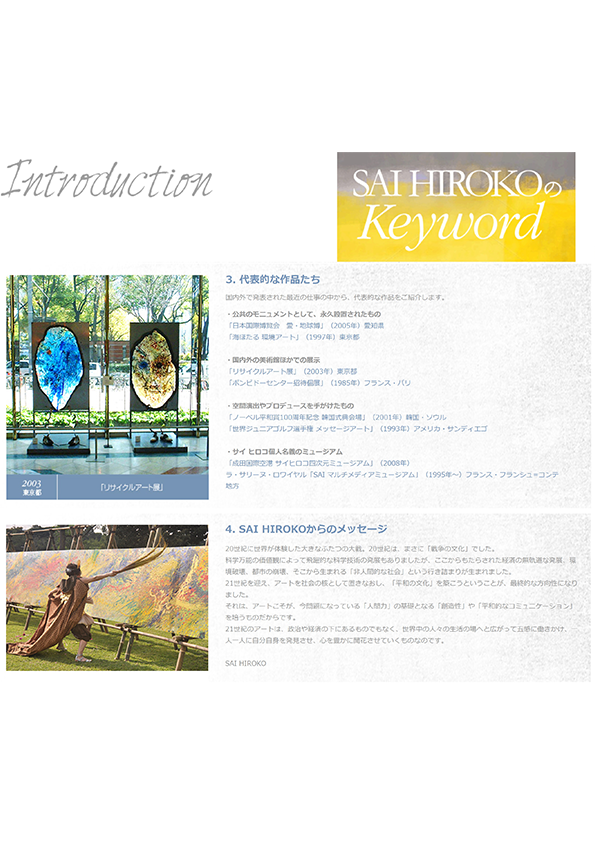 Introduction
SAI HIROKOの
Keyword
3. 代表的な作品たち
国内外で発表された最近の仕事の中から、代表的な作品をご紹介します。
・公共のモニュメントとして、永久設置されたもの
「日本国際博覧会　愛・地球博」（2005年）愛知県
「海ほたる 環境アート」（1997年）東京都
・国内外の美術館ほかでの展示
「リサイクルアート展」（2003年）東京都
「ポンピドーセンター招待個展」（1985年）フランス・パリ
・空間演出やプロデュースを手がけたもの
「ノーベル平和賞100周年記念 韓国式典会場」（2001年）韓国・ソウル
「世界ジュニアゴルフ選手権 メッセージアート」（1993年）アメリカ・サンディエゴ
・サイ ヒロコ個人名義のミュージアム
「成田国際空港 サイヒロコ四次元ミュージアム」（2008年）
ラ・サリーヌ・ロワイヤル「SAI マルチメディアミュージアム」（1995年～）フランス・フランシュ=コンテ
地方
2003
東京都
「リサイクルアート展」
4. SAI HIROKOからのメッセージ
20世紀に世界が体験した大きなふたつの大戦。20世紀は、まさに「戦争の文化」でした。
科学万能の価値観によって飛躍的な科学技術の発展もありましたが、ここからもたらされた経済の無軌道な発展、環
境破壊、都市の崩壊、そこから生まれる「非人間的な社会」という行き詰まりが生まれました。
21世紀を迎え、アートを社会の核として置きなおし、「平和の文化」を築こうということが、最終的な方向性になり
ました。
それは、アートこそが、今問題になっている「人間力」の基礎となる「創造性」や「平和的なコミュニケーション」
を培うものだからです。
21世紀のアートは、政治や経済の下にあるものでもなく、世界中の人々の生活の場へと広がって五感に働きかけ、
人一人に自分自身を発見させ、心を豊かに開花させていくものなのです。
SAI HIROKO